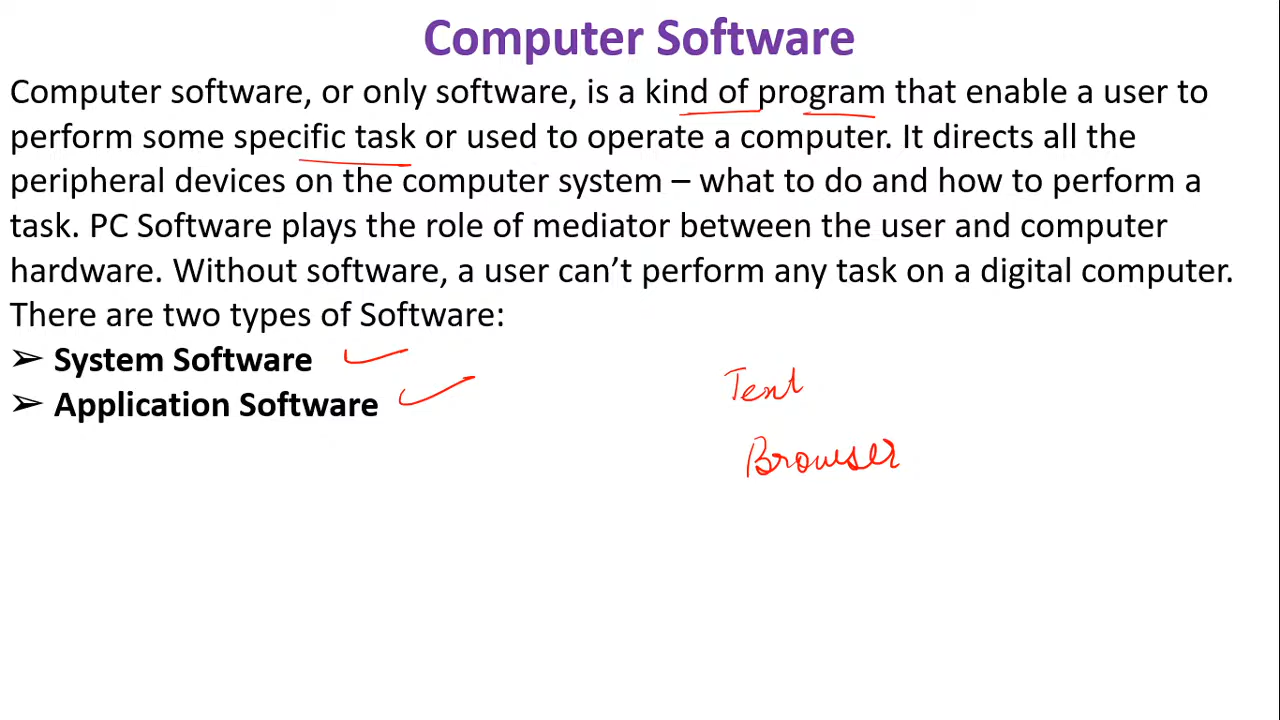 Computer Software
Computer software, or only software, is a kind of program that enable a user to
perform some specific task or used to operate a computer. It directs all the
peripheral devices on the computer system – what to do and how to perform a
task. PC Software plays the role of mediator between the user and computer
hardware. Without software, a user can’t perform any task on a digital computer.
There are two types of Software:
➢ System Software
➢ Application Software
Text
Browser